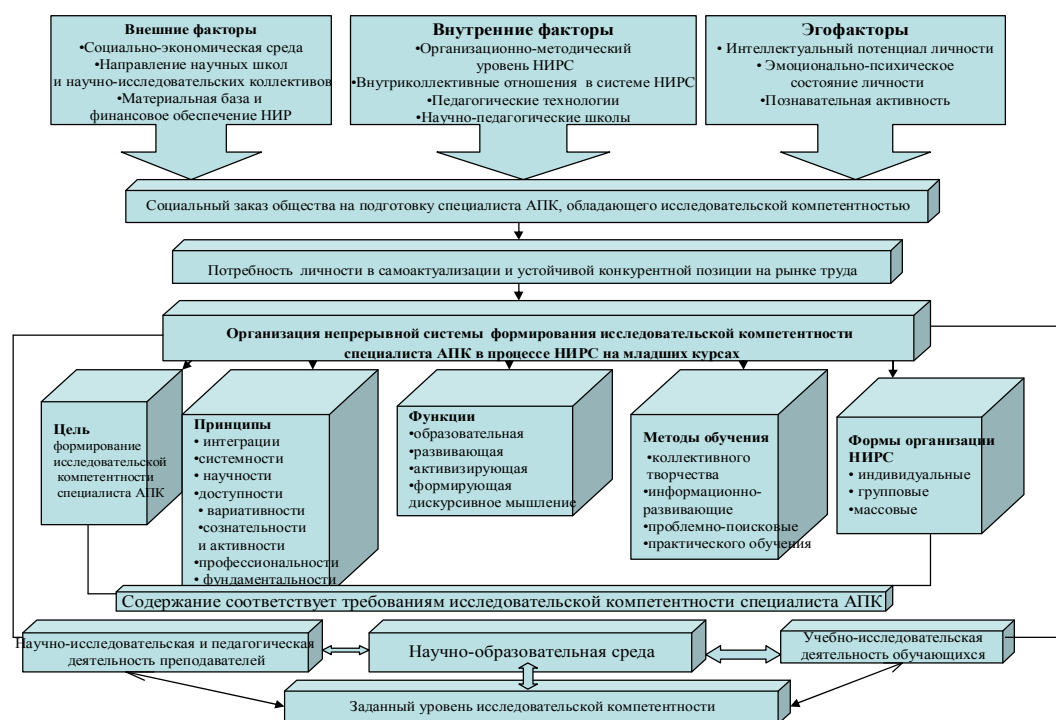 Внешние факторы
•Социально-экономическая среда
•Направление научных школ
и научно-исследовательских коллективов
•Материальная база и
финансовое обеспечение НИР
Внутренние факторы
•Организационно-методический
уровень НИРС
•Внутриколлективные отношения в системе НИРС
•Педагогические технологии
•Научно-педагогические школы
Эгофакторы
• Интеллектуальный потенциал личности
• Эмоционально-психическое
состояние личности
•Познавательная активность
Социальный заказ общества на подготовку специалиста АПК, обладающего исследовательской компетентностью
Потребность личности в самоактуализации и устойчивой конкурентной позиции на рынке труда
Организация непрерывной системы формирования исследовательской компетентности
специалиста АПК в процессе НИРС на младших курсах
Цель
формирование
исследовательской
компетентности
специалиста АПК
Принципы
• интеграции
•системности
• научности
•доступности
• вариативности
• сознательности
и активности
•профессиональности
• фундаментальности
Функции
•образовательная
•развивающая
•активизирующая
•формирующая
дискурсивное мышление
Методы обучения
•коллективного
творчества
•информационно-
развивающие
•проблемно-поисковые
•практического обучения
Формы организации
НИРС
• индивидуальные
• групповые
•массовые
Содержание соответствует требованиям исследовательской компетентности специалиста АПК
Научно-исследовательская и педагогическая
деятельность преподавателей
Научно-образовательная среда
Учебно-исследовательская
деятельность обучающихся
Заданный уровень исследовательской компетентности